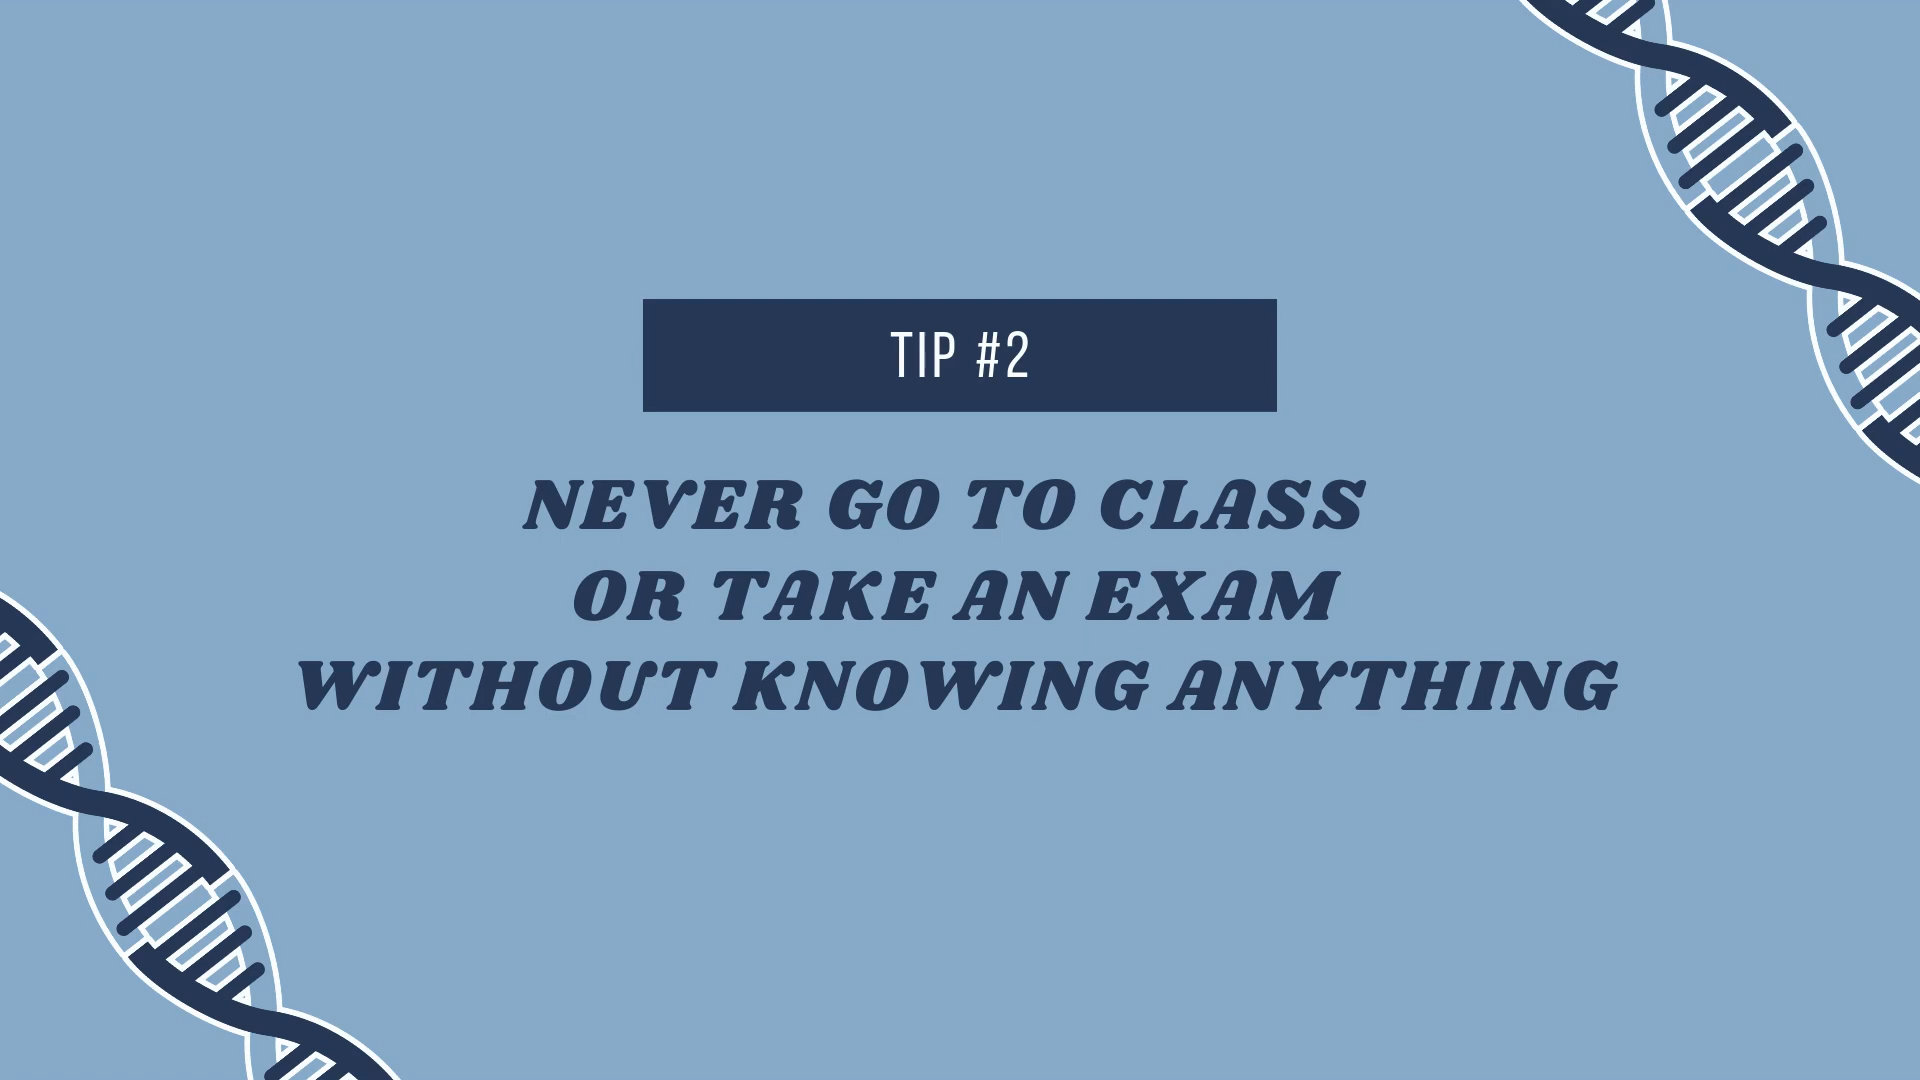 TIP #2
NEVER GO TO CLASS
OR TAKE AN EXAM
WITHOUT KNOWING ANYTHING